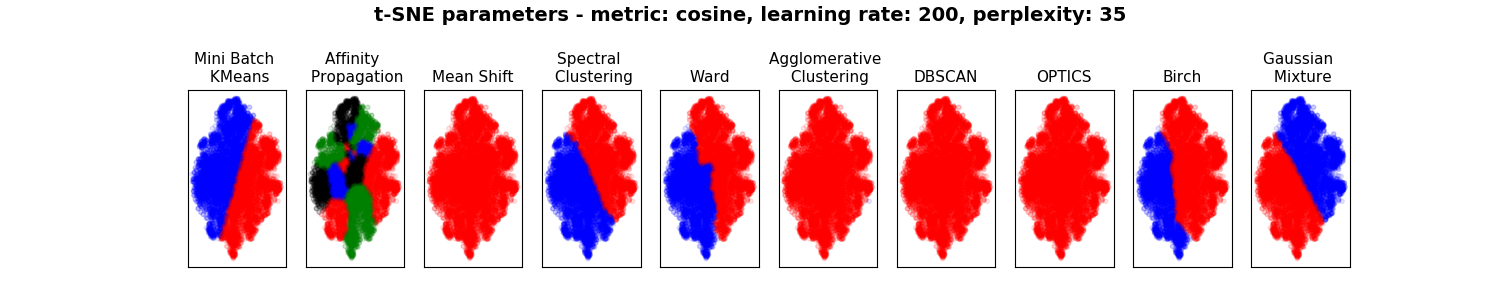 t-SNE parameters - metric: cosine, learning rate: 200, perplexity: 35
Mini Batch
KMeans
Affinity
Propagation
Mean Shift
Spectral
Clustering
Ward
Agglomerative
Clustering
DBSCAN
OPTICS
Birch
Gaussian
Mixture